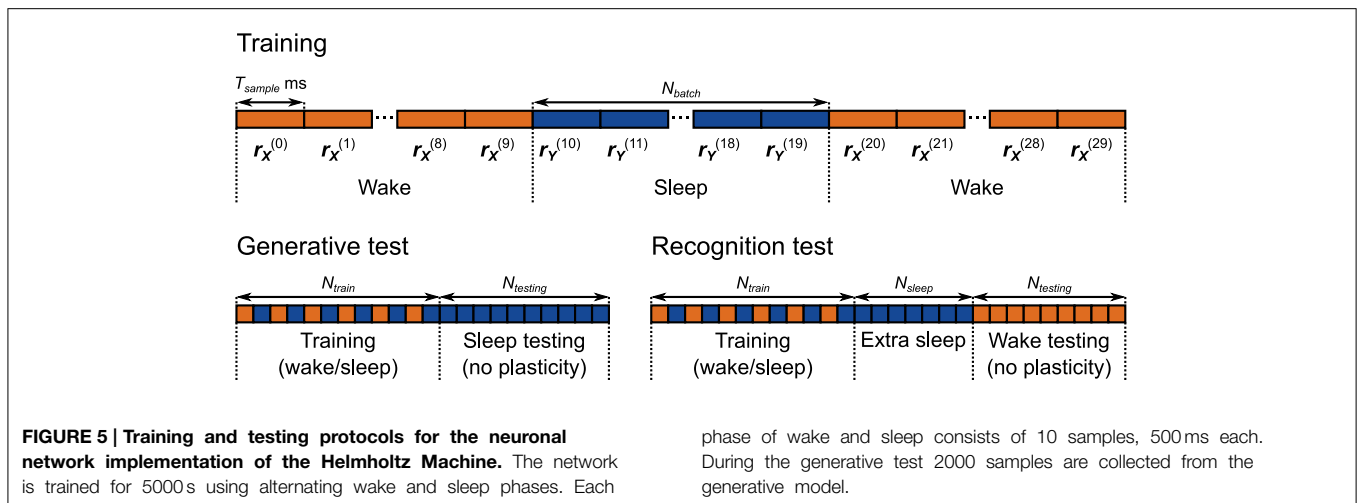 Training
T_sample ms
N_batch
r_X^(0) r_X^(1) r_X^(8) r_X^(9) r_Y^(10) r_Y^(11) r_Y^(18) r_Y^(19) r_X^(20) r_X^(21) r_X^(28) r_X^(29)
Wake Sleep Wake
Generative test
N_train N_testing
Training Sleep testing
(wake/sleep) (no plasticity)
Recognition test
N_train N_sleep N_testing
Training Extra sleep Wake testing
(wake/sleep) (no plasticity)
FIGURE 5 | Training and testing protocols for the neuronal
network implementation of the Helmholtz Machine. The network
is trained for 5000 s using alternating wake and sleep phases. Each
phase of wake and sleep consists of 10 samples, 500 ms each.
During the generative test 2000 samples are collected from the
generative model.